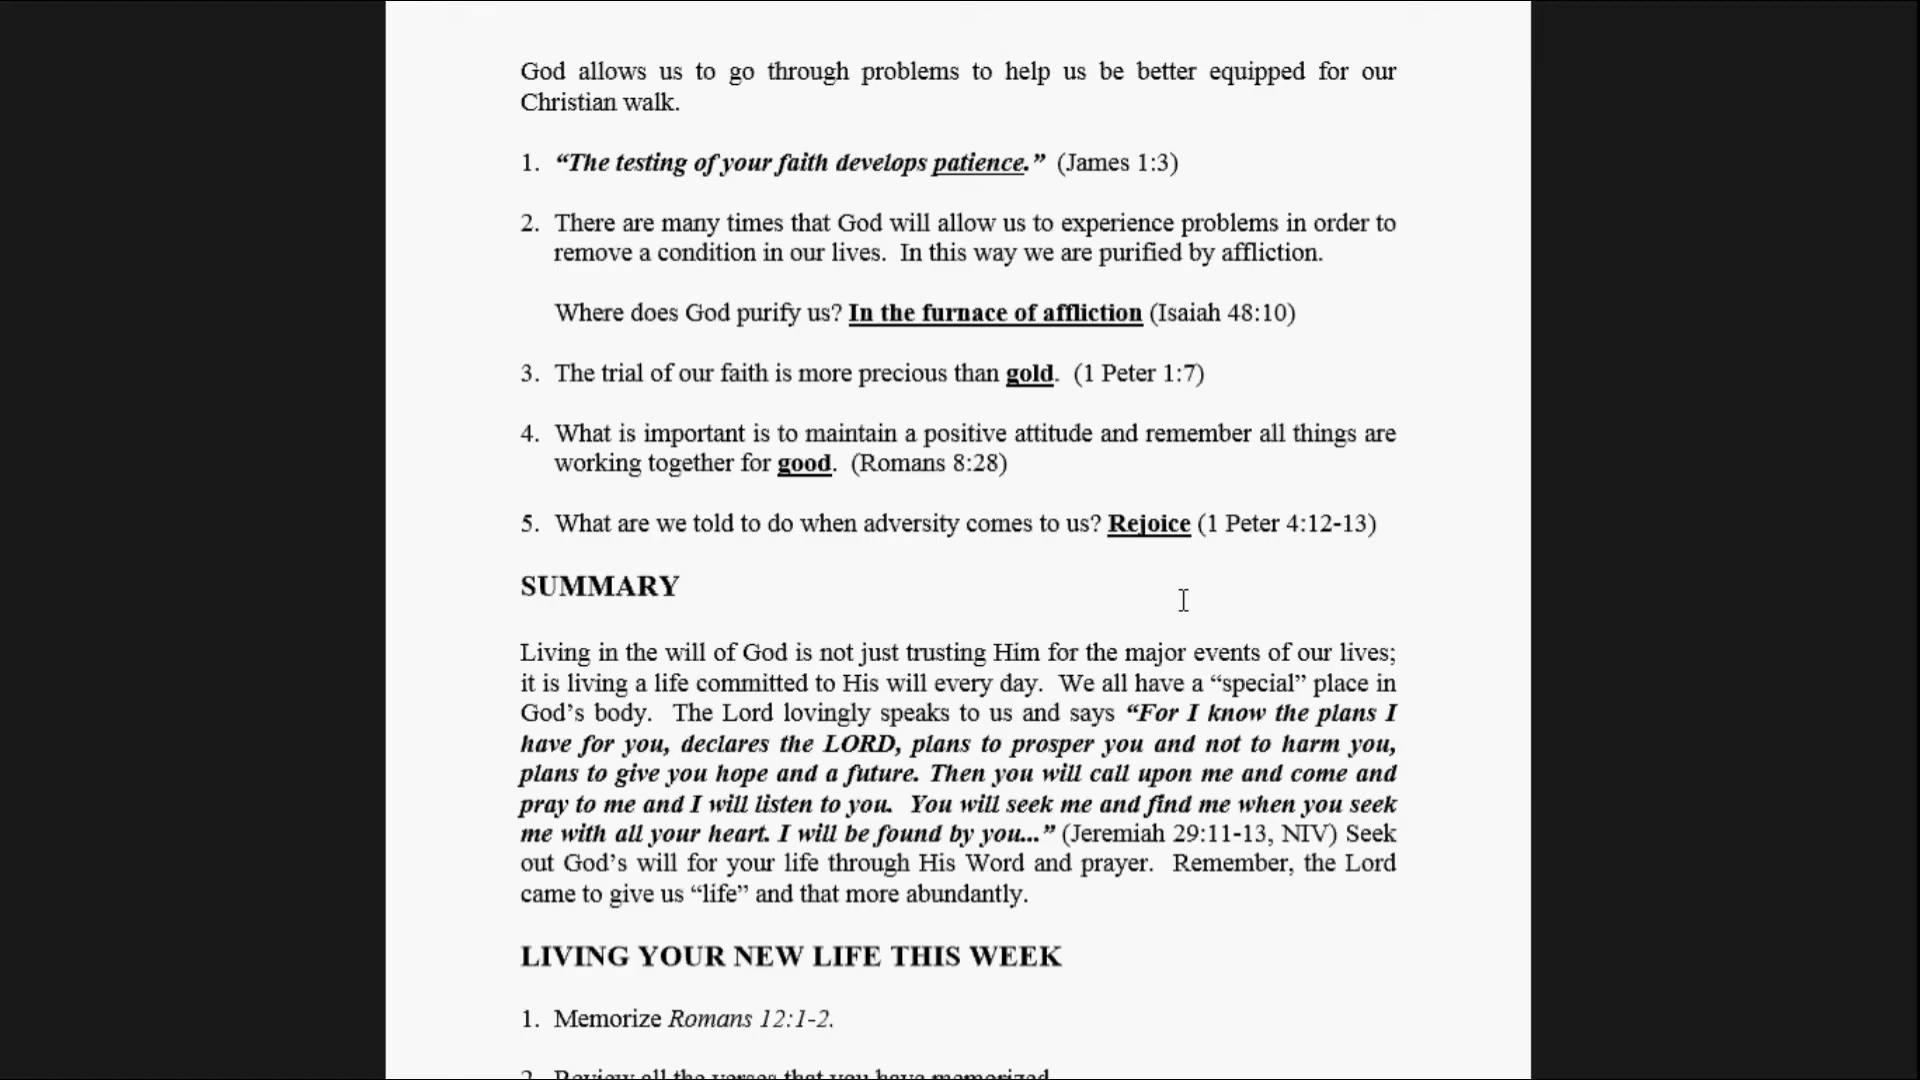 God allows us to go through problems to help us be better equipped for our
Christian walk.
1. “The testing of your faith develops patience.” (James 1:3)
2. There are many times that God will allow us to experience problems in order to
remove a condition in our lives. In this way we are purified by affliction.
Where does God purify us? In the furnace of affliction (Isaiah 48:10)
3. The trial of our faith is more precious than gold. (1 Peter 1:7)
4. What is important is to maintain a positive attitude and remember all things are
working together for good. (Romans 8:28)
5. What are we told to do when adversity comes to us? Rejoice (1 Peter 4:12-13)
SUMMARY
Living in the will of God is not just trusting Him for the major events of our lives;
it is living a life committed to His will every day. We all have a “special” place in
God’s body. The Lord lovingly speaks to us and says “For I know the plans I
have for you, declares the LORD, plans to prosper you and not to harm you,
plans to give you hope and a future. Then you will call upon me and come and
pray to me and I will listen to you. You will seek me and find me when you seek
me with all your heart. I will be found by you...” (Jeremiah 29:11-13, NIV) Seek
out God’s will for your life through His Word and prayer. Remember, the Lord
came to give us “life” and that more abundantly.
LIVING YOUR NEW LIFE THIS WEEK
1. Memorize Romans 12:1-2.
2. Review all the verses that you have memorized